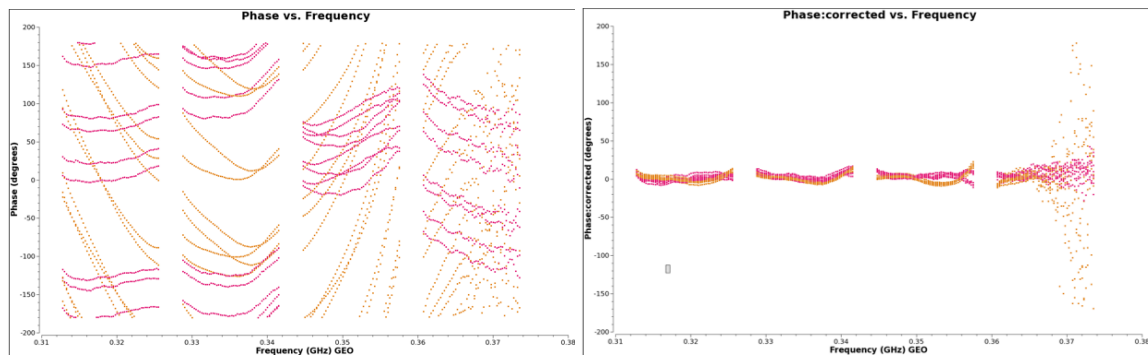 Phase vs. Frequency
Phase (degrees)
200
150
100
50
0
-50
-100
-150
-200
0.31 0.32 0.33 0.34 0.35 0.36 0.37 0.38
Frequency (GHz) GEO
Phase:corrected vs. Frequency
Phase:corrected (degrees)
200
150
100
50
0
-50
-100
-150
-200
0.31 0.32 0.33 0.34 0.35 0.36 0.37 0.39
Frequency (GHz) GEO